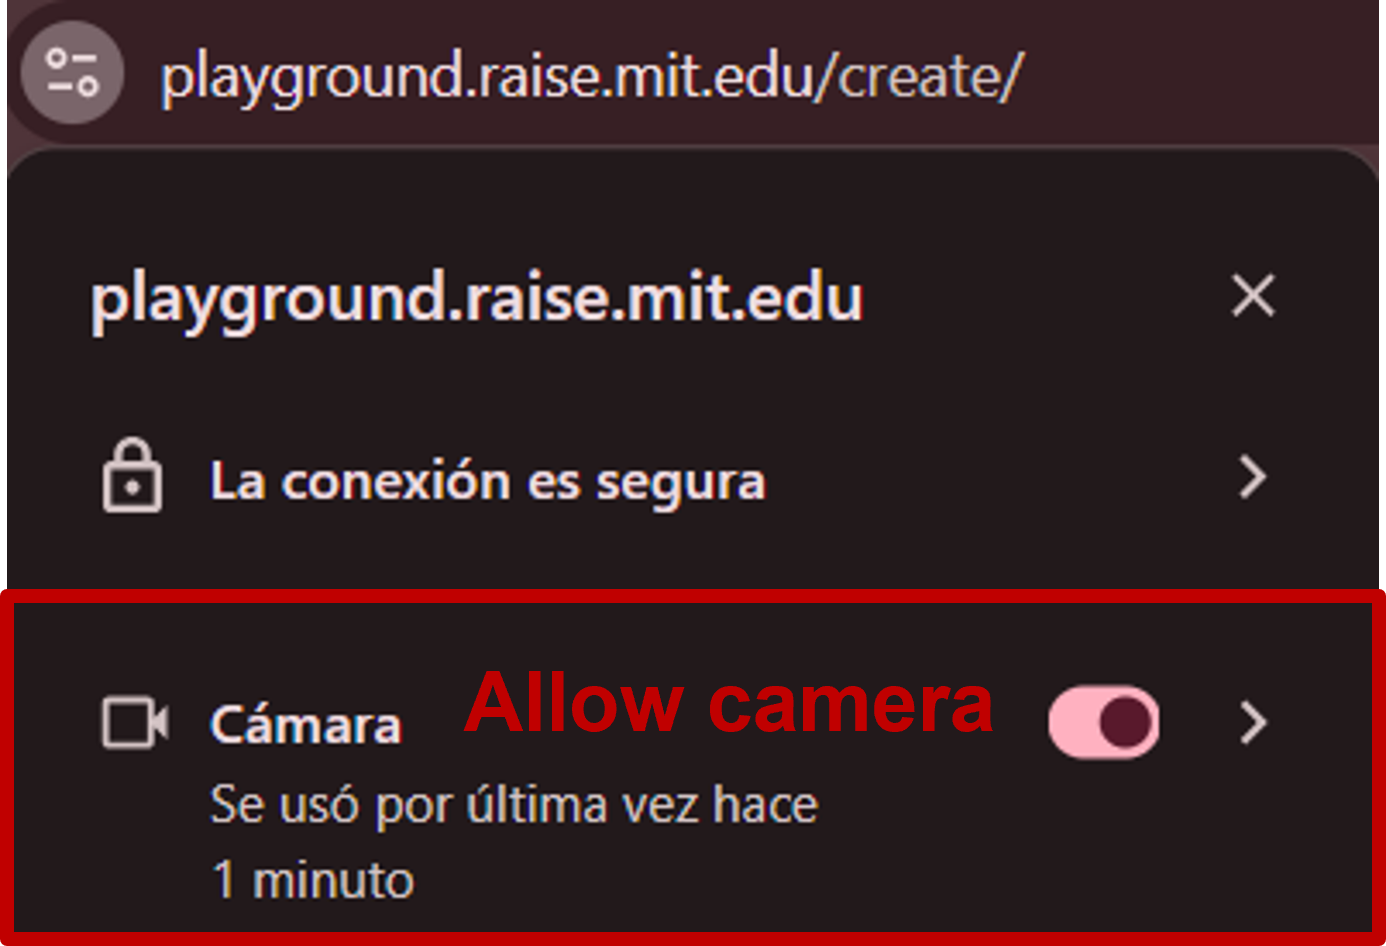 playground.raise.mit.edu/create/
playground.raise.mit.edu
La conexión es segura
Cámara Allow camera
Se usó por última vez hace
1 minuto